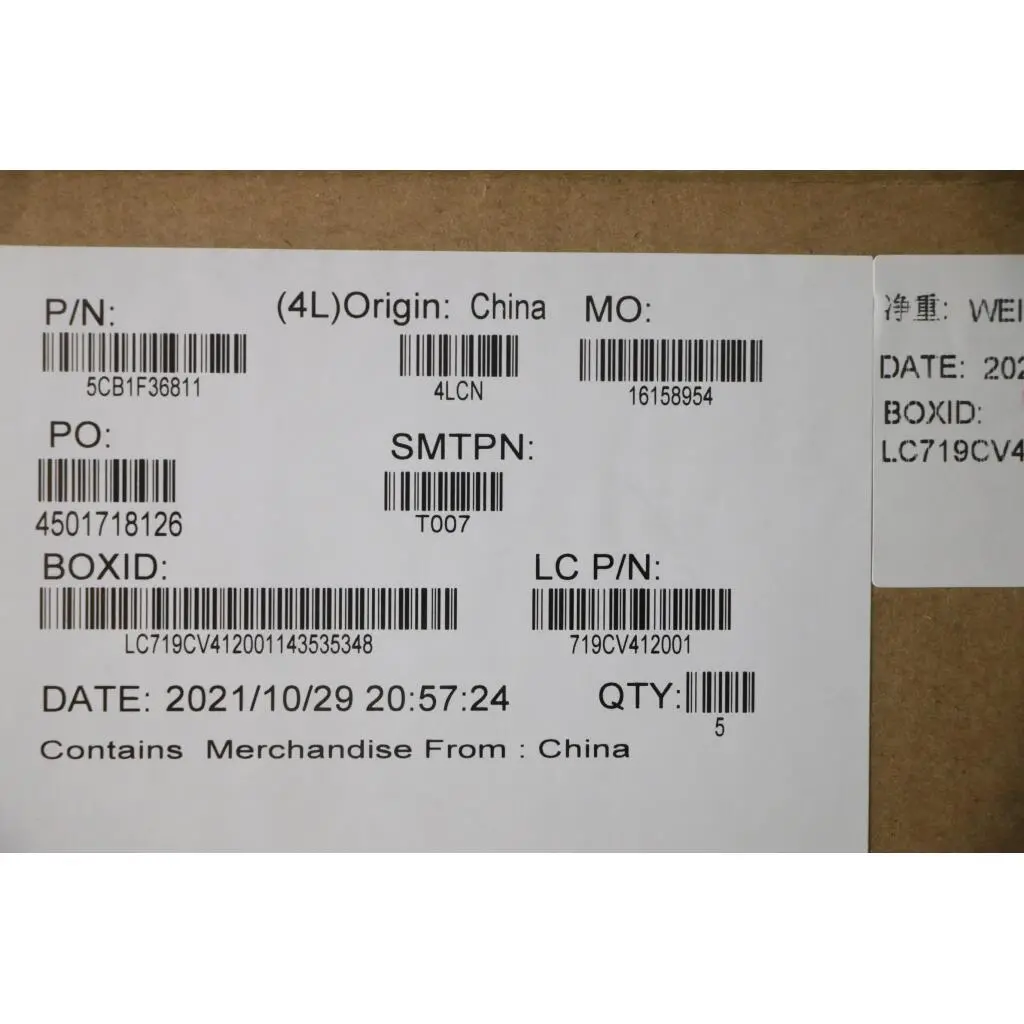 P/N:
(4L)Origin: China
MO:
5CB1F36811
4LCN
16158954
PO:
SMTPN:
4501718126
T007
BOXID:
LC P/N:
LC719CV412001143535348
719CV412001
DATE: 2021/10/29 20:57:24
QTY:
5
Contains Merchandise From : China
净重: WEI
DATE: 202
BOXID:
LC719CV4